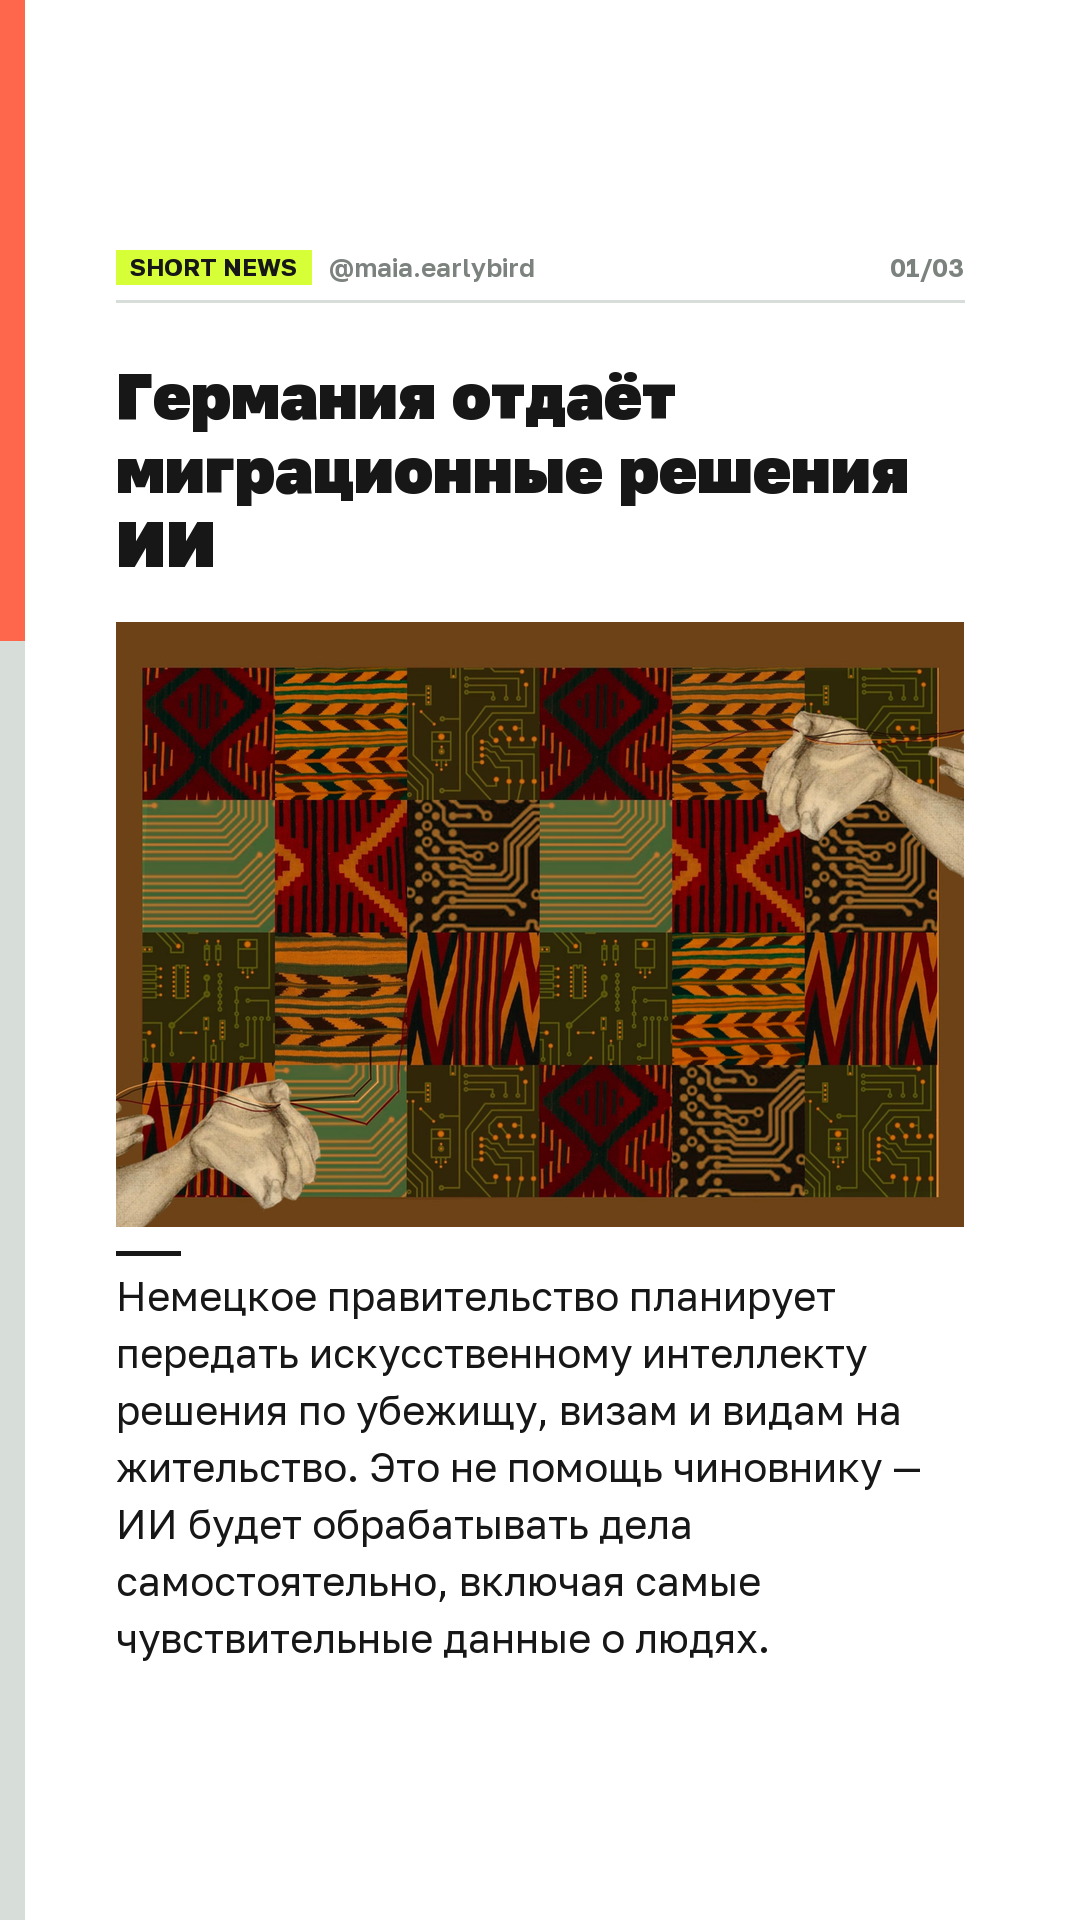 SHORT NEWS @maia.earlybird 01/03
Германия отдаёт
миграционные решения
ИИ
Немецкое правительство планирует
передать искусственному интеллекту
решения по убежищу, визам и видам на
жительство. Это не помощь чиновнику —
ИИ будет обрабатывать дела
самостоятельно, включая самые
чувствительные данные о людях.